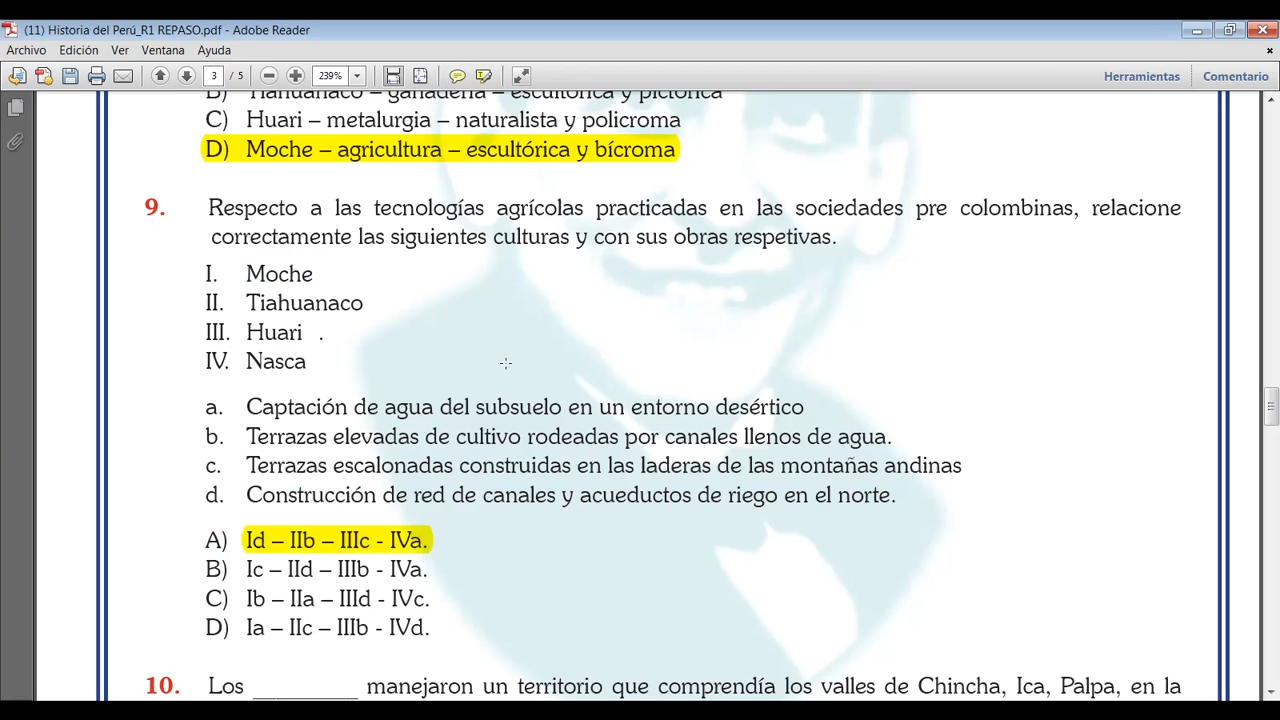 (11) Historia del Perú_R1 REPASO.pdf - Adobe Reader
Archivo Edición Ver Ventana Ayuda
3 / 5 239% Herramientas Comentario
B) Tiahuanaco – ganadería – escultórica y pictórica
C) Huari – metalurgia – naturalista y policroma
D) Moche – agricultura – escultórica y bícroma
9. Respecto a las tecnologías agrícolas practicadas en las sociedades pre colombinas, relacione
correctamente las siguientes culturas y con sus obras respetivas.
I. Moche
II. Tiahuanaco
III. Huari .
IV. Nasca
a. Captación de agua del subsuelo en un entorno desértico
b. Terrazas elevadas de cultivo rodeadas por canales llenos de agua.
c. Terrazas escalonadas construidas en las laderas de las montañas andinas
d. Construcción de red de canales y acueductos de riego en el norte.
A) Id – IIb – IIIc - IVa.
B) Ic – IId – IIIb - IVa.
C) Ib – IIa – IIId - IVc.
D) Ia – IIc – IIIb - IVd.
10. Los _________ manejaron un territorio que comprendía los valles de Chincha, Ica, Palpa, en la